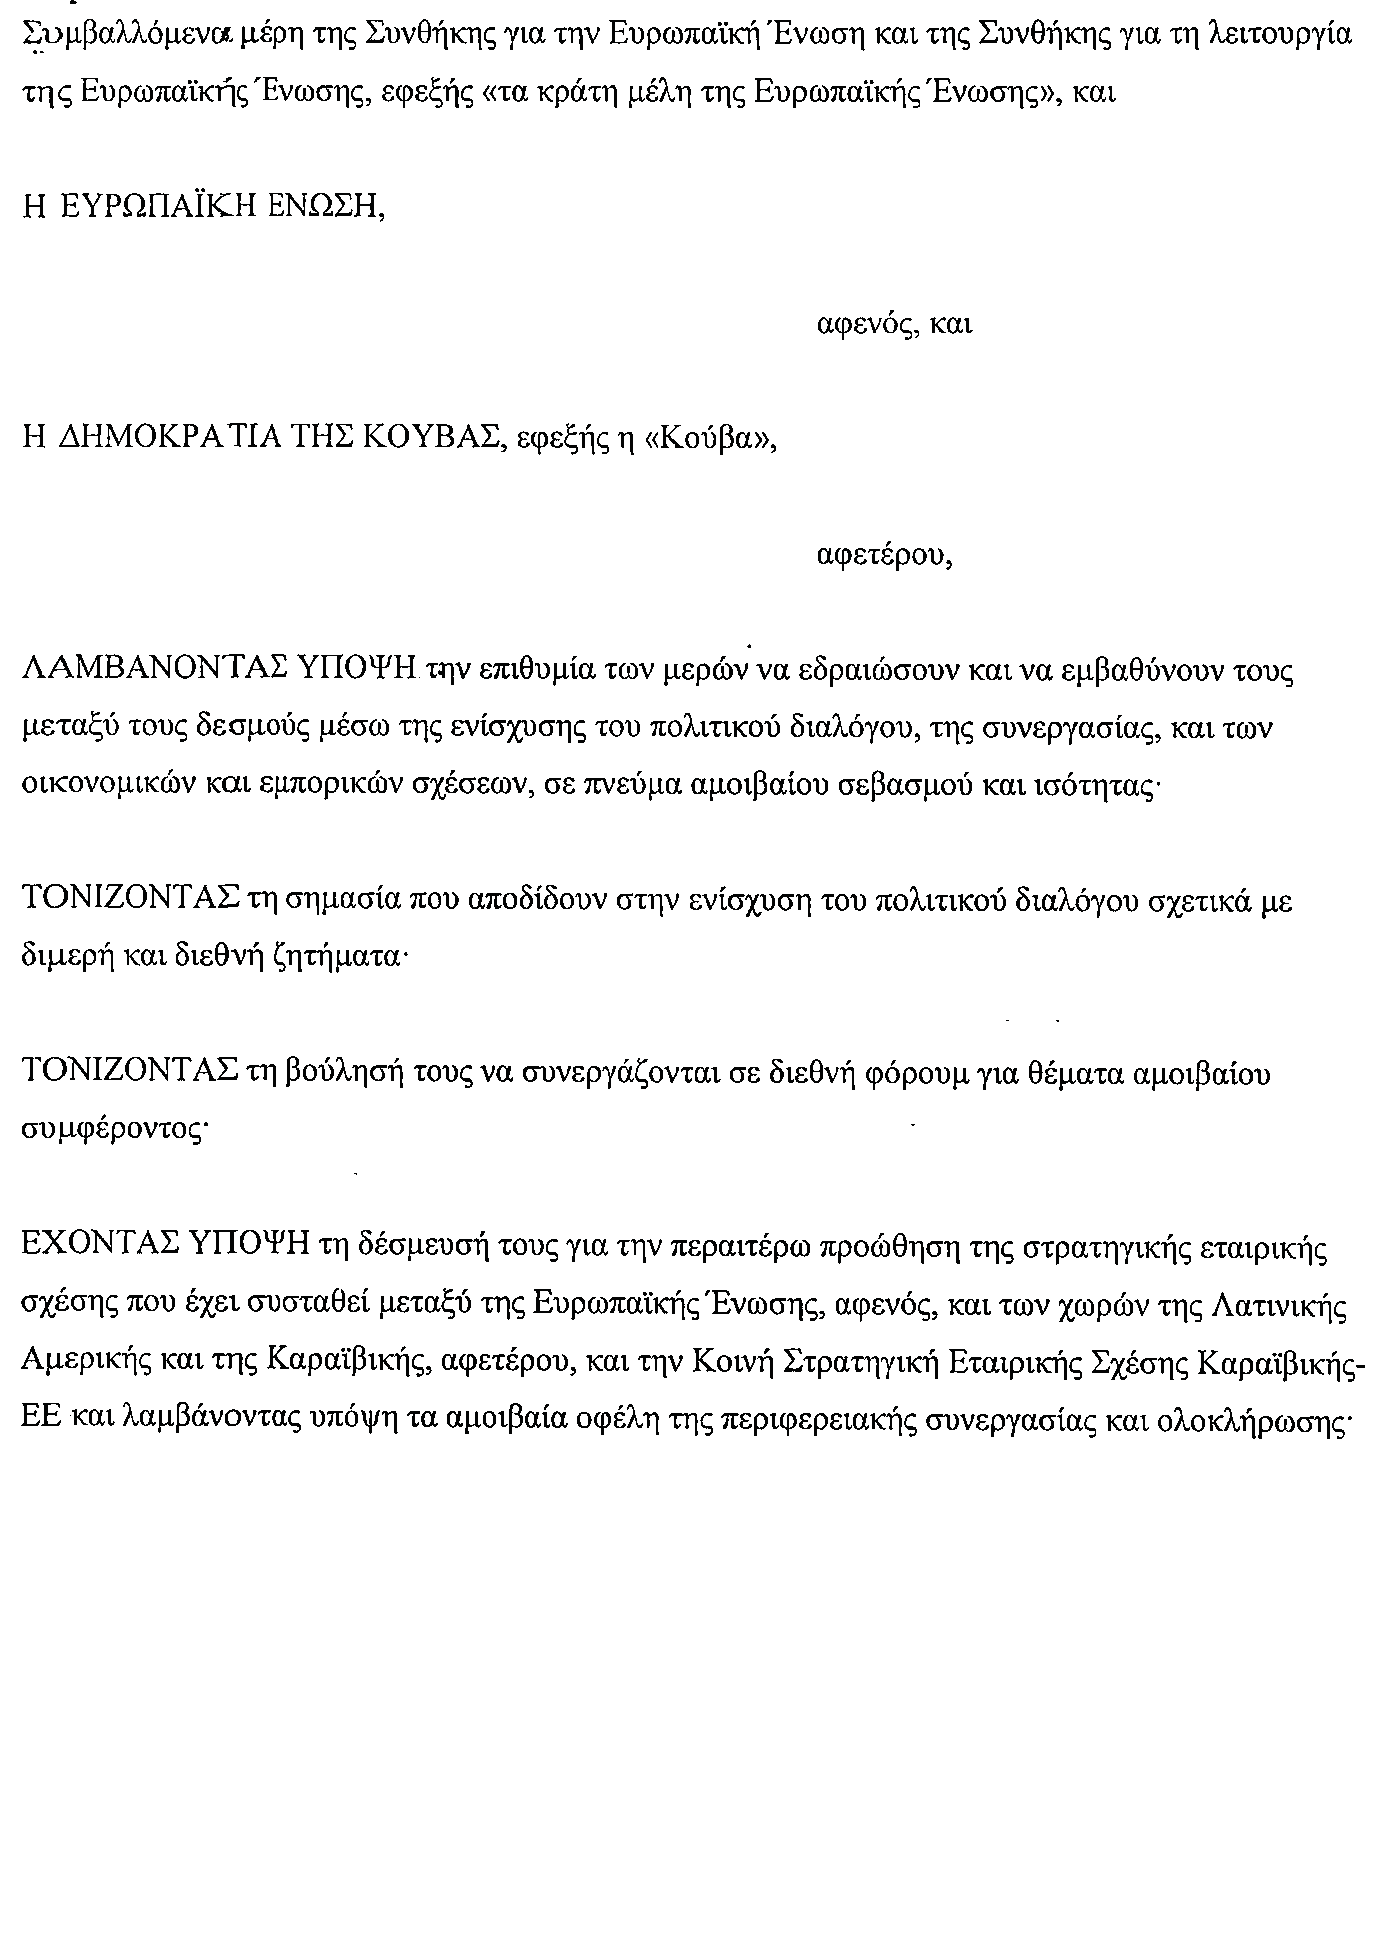 Συμβαλλόμενα μέρη της Συνθήκης για την Ευρωπαϊκή Ένωση και της Συνθήκης για τη λειτουργία
της Ευρωπαϊκής Ένωσης, εφεξής «τα κράτη μέλη της Ευρωπαϊκής Ένωσης», και
Η ΕΥΡΩΠΑΪΚΗ ΕΝΩΣΗ,
αφενός, και
Η ΔΗΜΟΚΡΑΤΙΑ ΤΗΣ ΚΟΥΒΑΣ, εφεξής η «Κούβα»,
αφετέρου,
ΛΑΜΒΑΝΟΝΤΑΣ ΥΠΟΨΗ την επιθυμία των μερών να εδραιώσουν και να εμβαθύνουν τους
μεταξύ τους δεσμούς μέσω της ενίσχυσης του πολιτικού διαλόγου, της συνεργασίας, και των
οικονομικών και εμπορικών σχέσεων, σε πνεύμα αμοιβαίου σεβασμού και ισότητας·
ΤΟΝΙΖΟΝΤΑΣ τη σημασία που αποδίδουν στην ενίσχυση του πολιτικού διαλόγου σχετικά με
διμερή και διεθνή ζητήματα·
ΤΟΝΙΖΟΝΤΑΣ τη βούλησή τους να συνεργάζονται σε διεθνή φόρουμ για θέματα αμοιβαίου
συμφέροντος·
ΕΧΟΝΤΑΣ ΥΠΟΨΗ τη δέσμευσή τους για την περαιτέρω προώθηση της στρατηγικής εταιρικής
σχέσης που έχει συσταθεί μεταξύ της Ευρωπαϊκής Ένωσης, αφενός, και των χωρών της Λατινικής
Αμερικής και της Καραϊβικής, αφετέρου, και την Κοινή Στρατηγική Εταιρικής Σχέσης Καραϊβικής-
ΕΕ και λαμβάνοντας υπόψη τα αμοιβαία οφέλη της περιφερειακής συνεργασίας και ολοκλήρωσης·